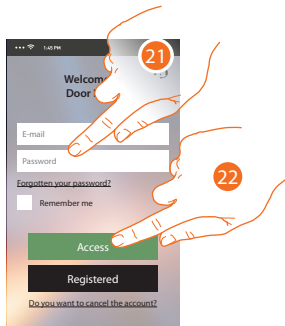 1:45 PM
21
Welcom
Door
E-mail
Password
Forgotten your password?
Remember me
22
Access
Registered
Do you want to cancel the account?